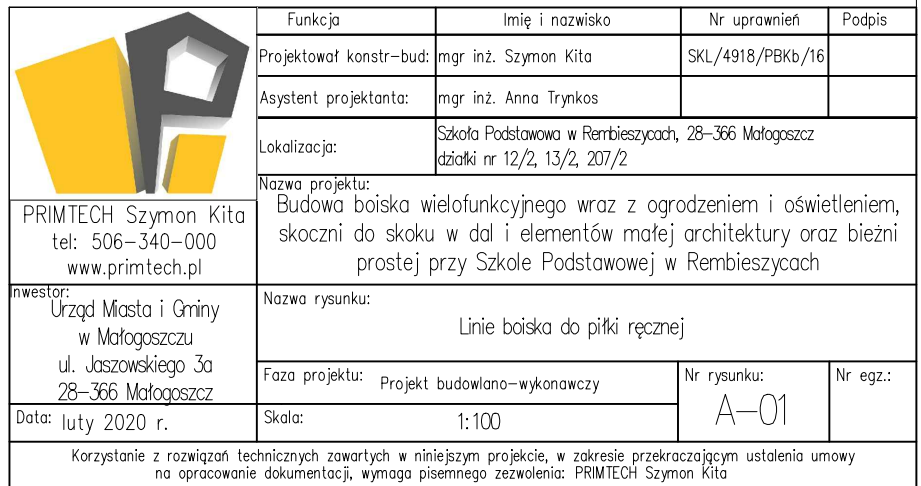 Funkcja Imię i nazwisko Nr uprawnień Podpis
Projektował konstr-bud: mgr inż. Szymon Kita SKL/4918/PBKb/16
Asystent projektanta: mgr inż. Anna Trynkos
Lokalizacja: Szkoła Podstawowa w Rembieszycach, 28-366 Małogoszcz
działki nr 12/2, 13/2, 207/2
Nazwa projektu:
Budowa boiska wielofunkcyjnego wraz z ogrodzeniem i oświetleniem,
skoczni do skoku w dal i elementów małej architektury oraz bieżni
prostej przy Szkole Podstawowej w Rembieszycach
PRIMTECH Szymon Kita
tel: 506-340-000
www.primtech.pl
Inwestor:
Urząd Miasta i Gminy
w Małogoszczu
ul. Jaszowskiego 3a
28-366 Małogoszcz
Nazwa rysunku:
Linie boiska do piłki ręcznej
Faza projektu: Projekt budowlano-wykonawczy
Nr rysunku:
A-01
Nr egz.:
Data: luty 2020 r.
Skala: 1:100
Korzystanie z rozwiązań technicznych zawartych w niniejszym projekcie, w zakresie przekraczającym ustalenia umowy
na opracowanie dokumentacji, wymaga pisemnego zezwolenia: PRIMTECH Szymon Kita